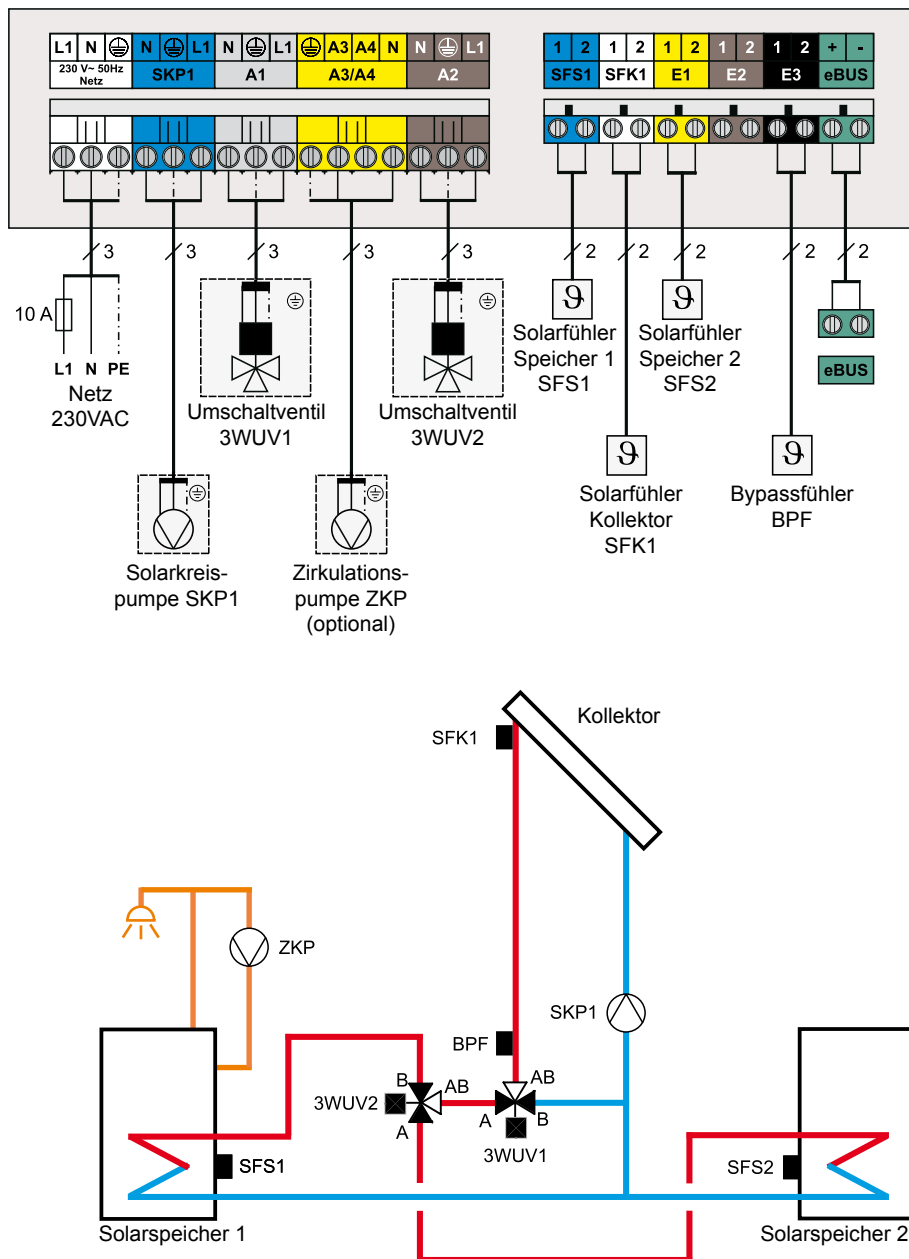 L1 N N L1 N L1 A3 A4 N N L1
230 V~ 50Hz
Netz
SKP1 A1 A3/A4 A2
1 2 1 2 1 2 1 2 1 2 + -
SFS1 SFK1 E1 E2 E3 eBUS
3 3 3 3 3
2 2 2 2 2
10 A
L1 N PE
Netz
230VAC
Umschaltventil
3WUV1
Umschaltventil
3WUV2
ϑ
Solarfühler
Speicher 1
SFS1
ϑ
Solarfühler
Speicher 2
SFS2
eBUS
Solarkreis-
pumpe SKP1
Zirkulations-
pumpe ZKP
(optional)
ϑ
Solarfühler
Kollektor
SFK1
ϑ
Bypassfühler
BPF
SFK1
Kollektor
ZKP
SKP1
BPF
B
AB
AB
3WUV2
A
A
B
3WUV1
SFS1
SFS2
Solarspeicher 1
Solarspeicher 2